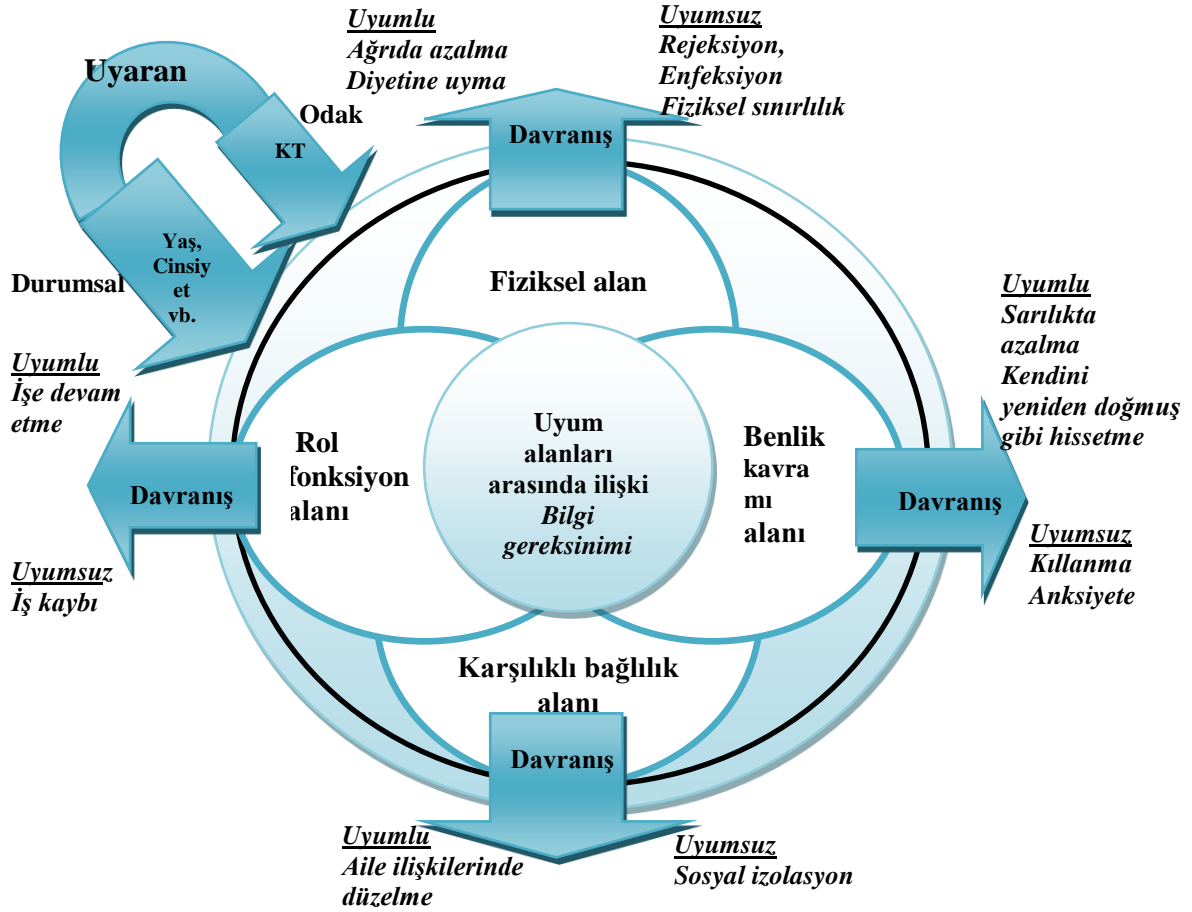 Uyaran
Odak
KT
Durumsal
Yaş,
Cinsiy
et
vb.
Uyumlu
Ağrıda azalma
Diyetine uyma
Uyumsuz
Rejeksiyon,
Enfeksiyon
Fiziksel sınırlılık
Davranış
Fiziksel alan
Uyumlu
İşe devam
etme
Davranış
Uyumsuz
İş kaybı
Rol
fonksiyon
alanı
Uyum
alanları
arasında ilişki
Bilgi
gereksinimi
Benlik
kavra
mı
alanı
Uyumlu
Sarılıkta
azalma
Kendini
yeniden doğmuş
gibi hissetme
Davranış
Uyumsuz
Kıllanma
Anksiyete
Karşılıklı bağlılık
alanı
Davranış
Uyumlu
Aile ilişkilerinde
düzelme
Uyumsuz
Sosyal izolasyon